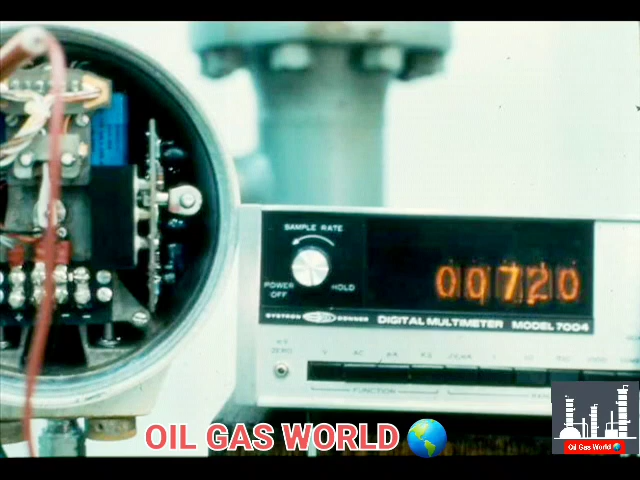 SAMPLE RATE
POWER
OFF
HOLD
00720
SYSTRON DONNER
DIGITAL MULTIMETER MODEL 7004
ZERO
V
AC
FUNCTION
OIL GAS WORLD
Oil Gas World